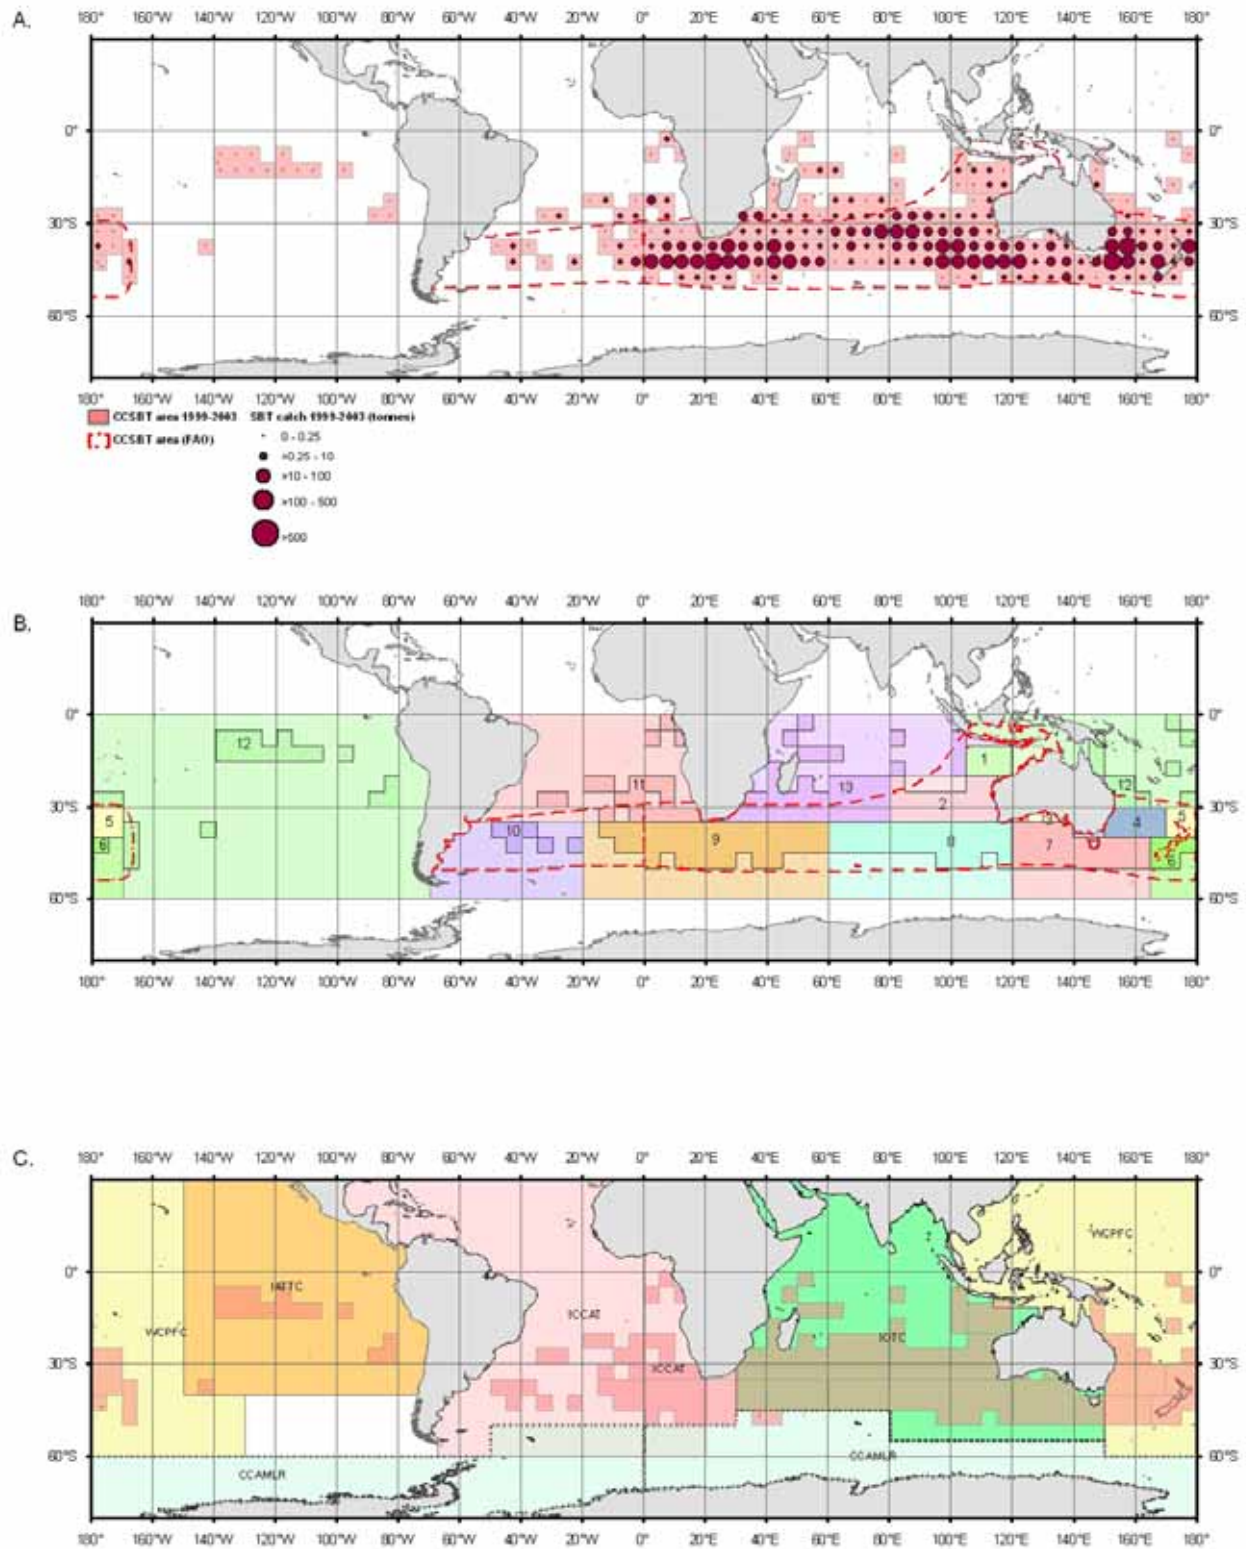 A.
180° 160°W 140°W 120°W 100°W 80°W 60°W 40°W 20°W 0° 20°E 40°E 60°E 80°E 100°E 120°E 140°E 160°E 180°
0° 0°
30°S 30°S
60°S 60°S
180° 160°W 140°W 120°W 100°W 80°W 60°W 40°W 20°W 0° 20°E 40°E 60°E 80°E 100°E 120°E 140°E 160°E 180°
CCSBT area 1999-2003 SBT catch 1999-2003 (tonnes)
CCSBT area (FAO) 0 - 0.25
>0.25 - 10
>10 - 100
>100 - 500
>500
B.
180° 160°W 140°W 120°W 100°W 80°W 60°W 40°W 20°W 0° 20°E 40°E 60°E 80°E 100°E 120°E 140°E 160°E 180°
0° 0°
12 1
11 13 12
30°S 2 30°S
5 10 3 4 5
6 9 8 7 6
60°S 60°S
180° 160°W 140°W 120°W 100°W 80°W 60°W 40°W 20°W 0° 20°E 40°E 60°E 80°E 100°E 120°E 140°E 160°E 180°
C.
180° 160°W 140°W 120°W 100°W 80°W 60°W 40°W 20°W 0° 20°E 40°E 60°E 80°E 100°E 120°E 140°E 160°E 180°
WCPFC
0° 0°
IATTC
ICCAT
WCPFC IOTC
30°S ICCAT 30°S
60°S CCAMLR 60°S
CCAMLR
180° 160°W 140°W 120°W 100°W 80°W 60°W 40°W 20°W 0° 20°E 40°E 60°E 80°E 100°E 120°E 140°E 160°E 180°